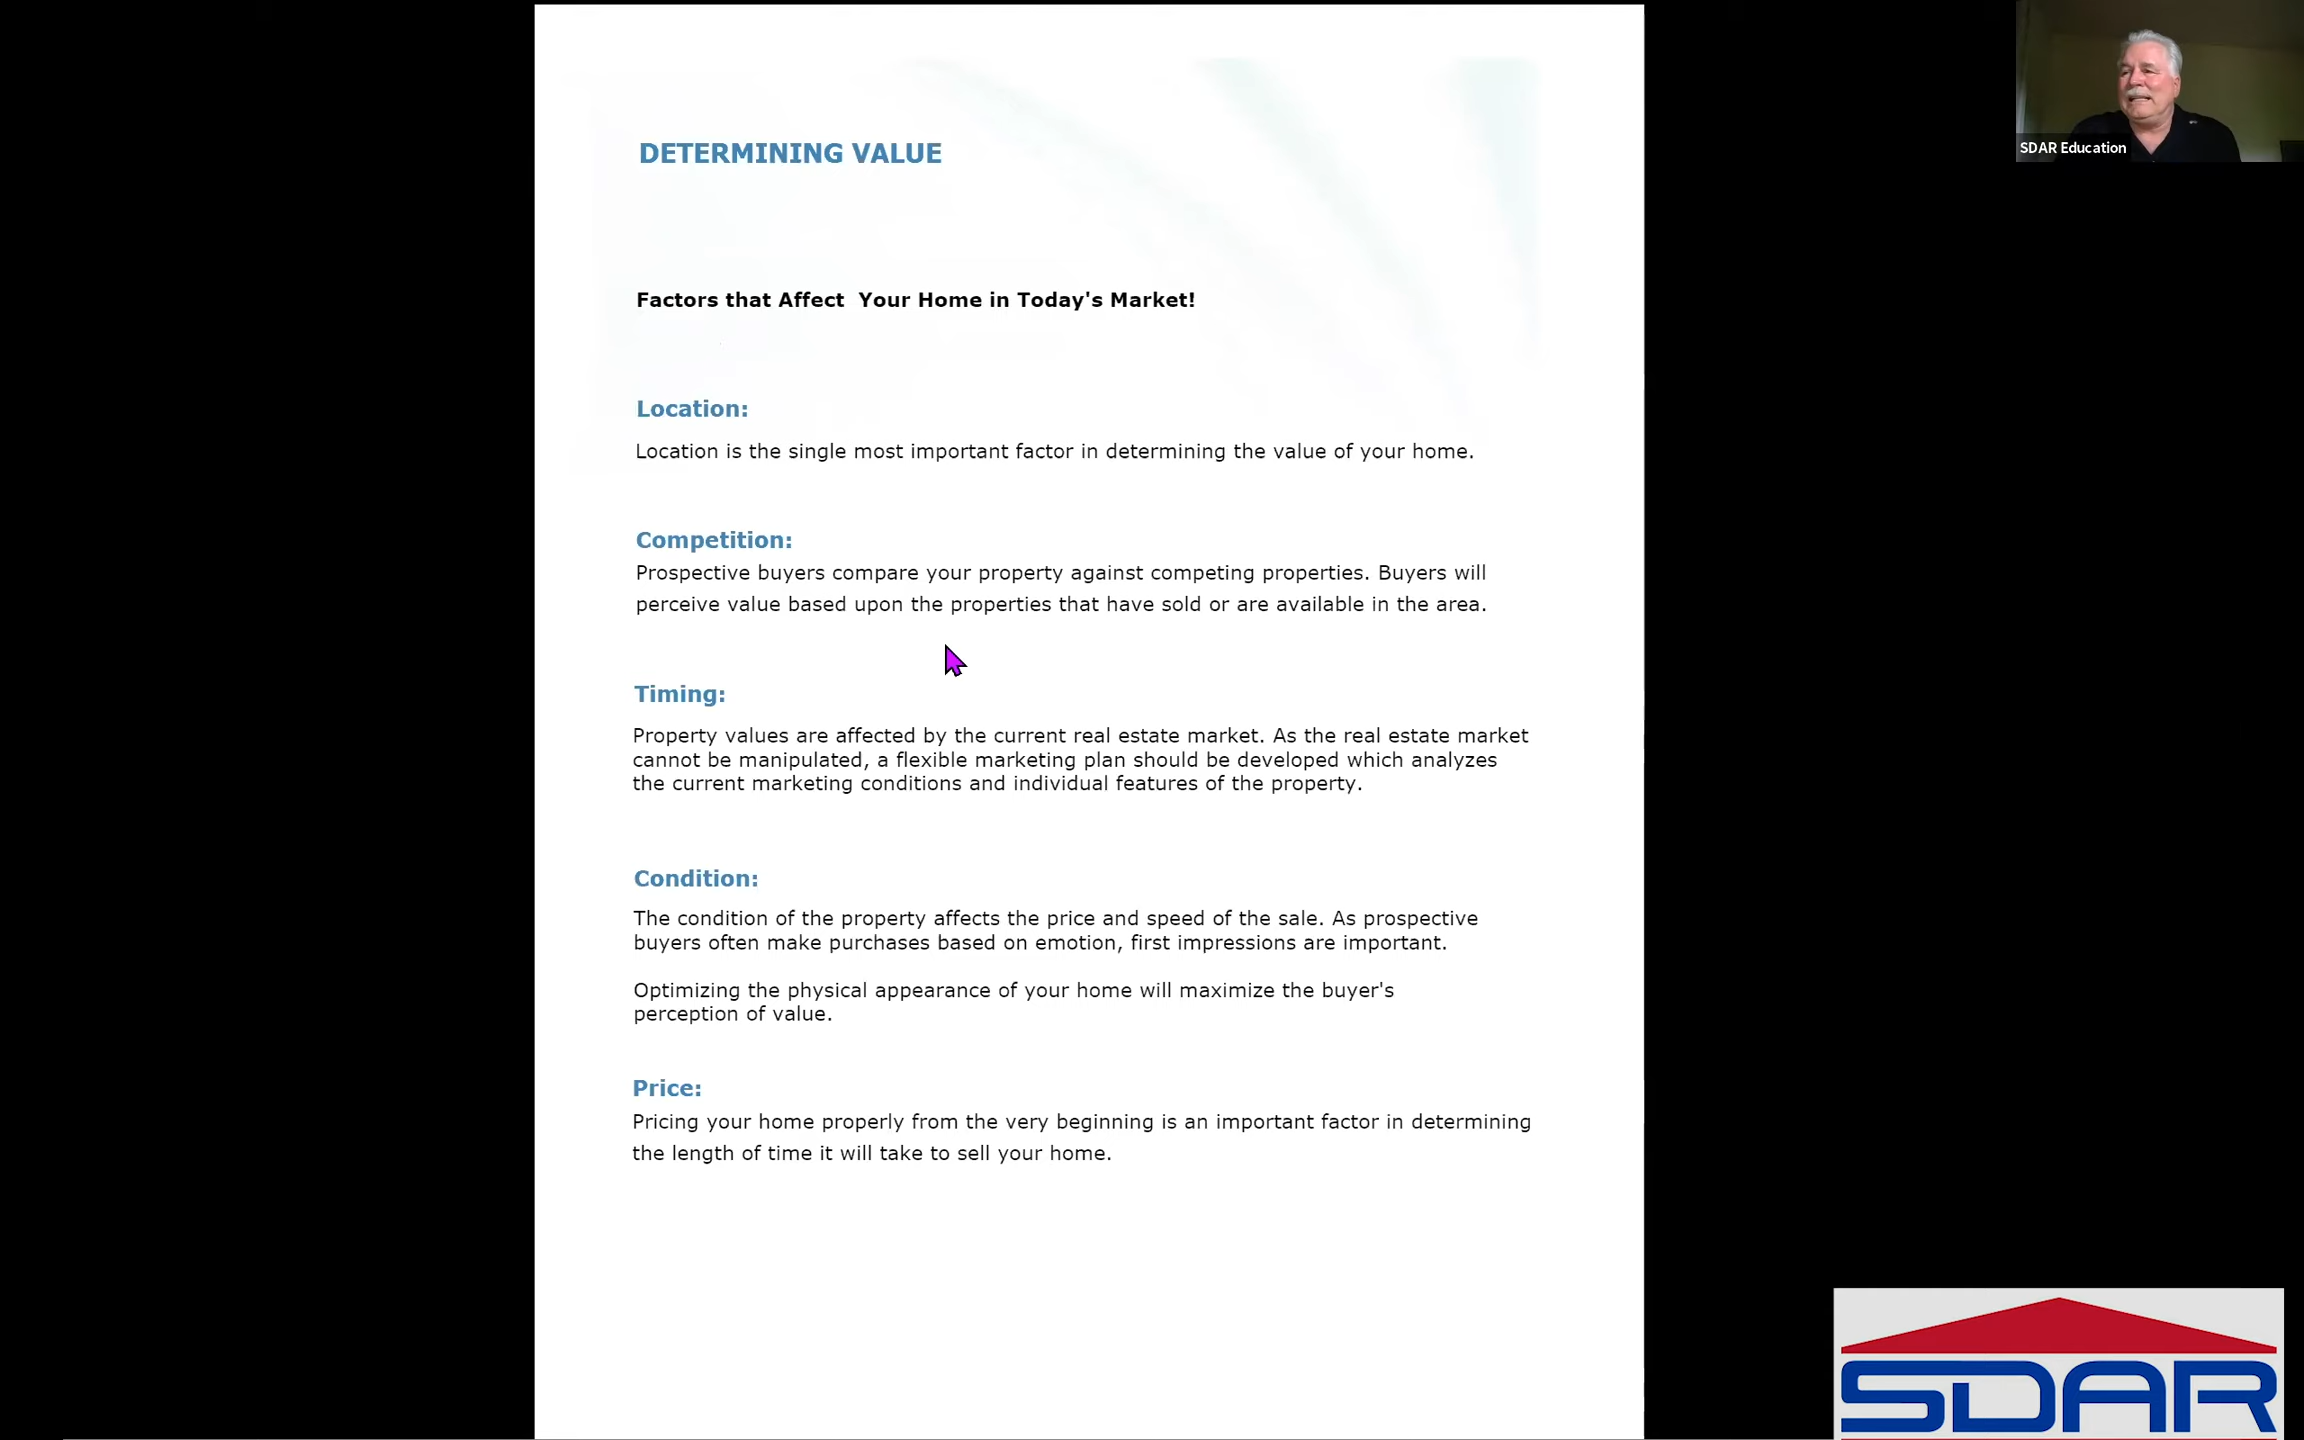 DETERMINING VALUE
Factors that Affect  Your Home in Today's Market!
Location:
Location is the single most important factor in determining the value of your home.
Competition:
Prospective buyers compare your property against competing properties. Buyers will
perceive value based upon the properties that have sold or are available in the area.
Timing:
Property values are affected by the current real estate market. As the real estate market
cannot be manipulated, a flexible marketing plan should be developed which analyzes
the current marketing conditions and individual features of the property.
Condition:
The condition of the property affects the price and speed of the sale. As prospective
buyers often make purchases based on emotion, first impressions are important.
Optimizing the physical appearance of your home will maximize the buyer's
perception of value.
Price:
Pricing your home properly from the very beginning is an important factor in determining
the length of time it will take to sell your home.
SDAR Education
SDAR